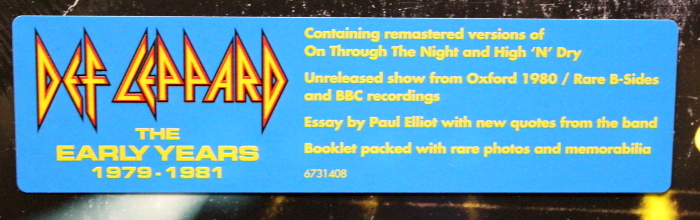 DEF LEPPARD
THE
EARLY YEARS
1979-1981
Containing remastered versions of
On Through The Night and High 'N' Dry
Unreleased show from Oxford 1980 / Rare B-Sides
and BBC recordings
Essay by Paul Elliot with new quotes from the band
Booklet packed with rare photos and memorabilia
6731408